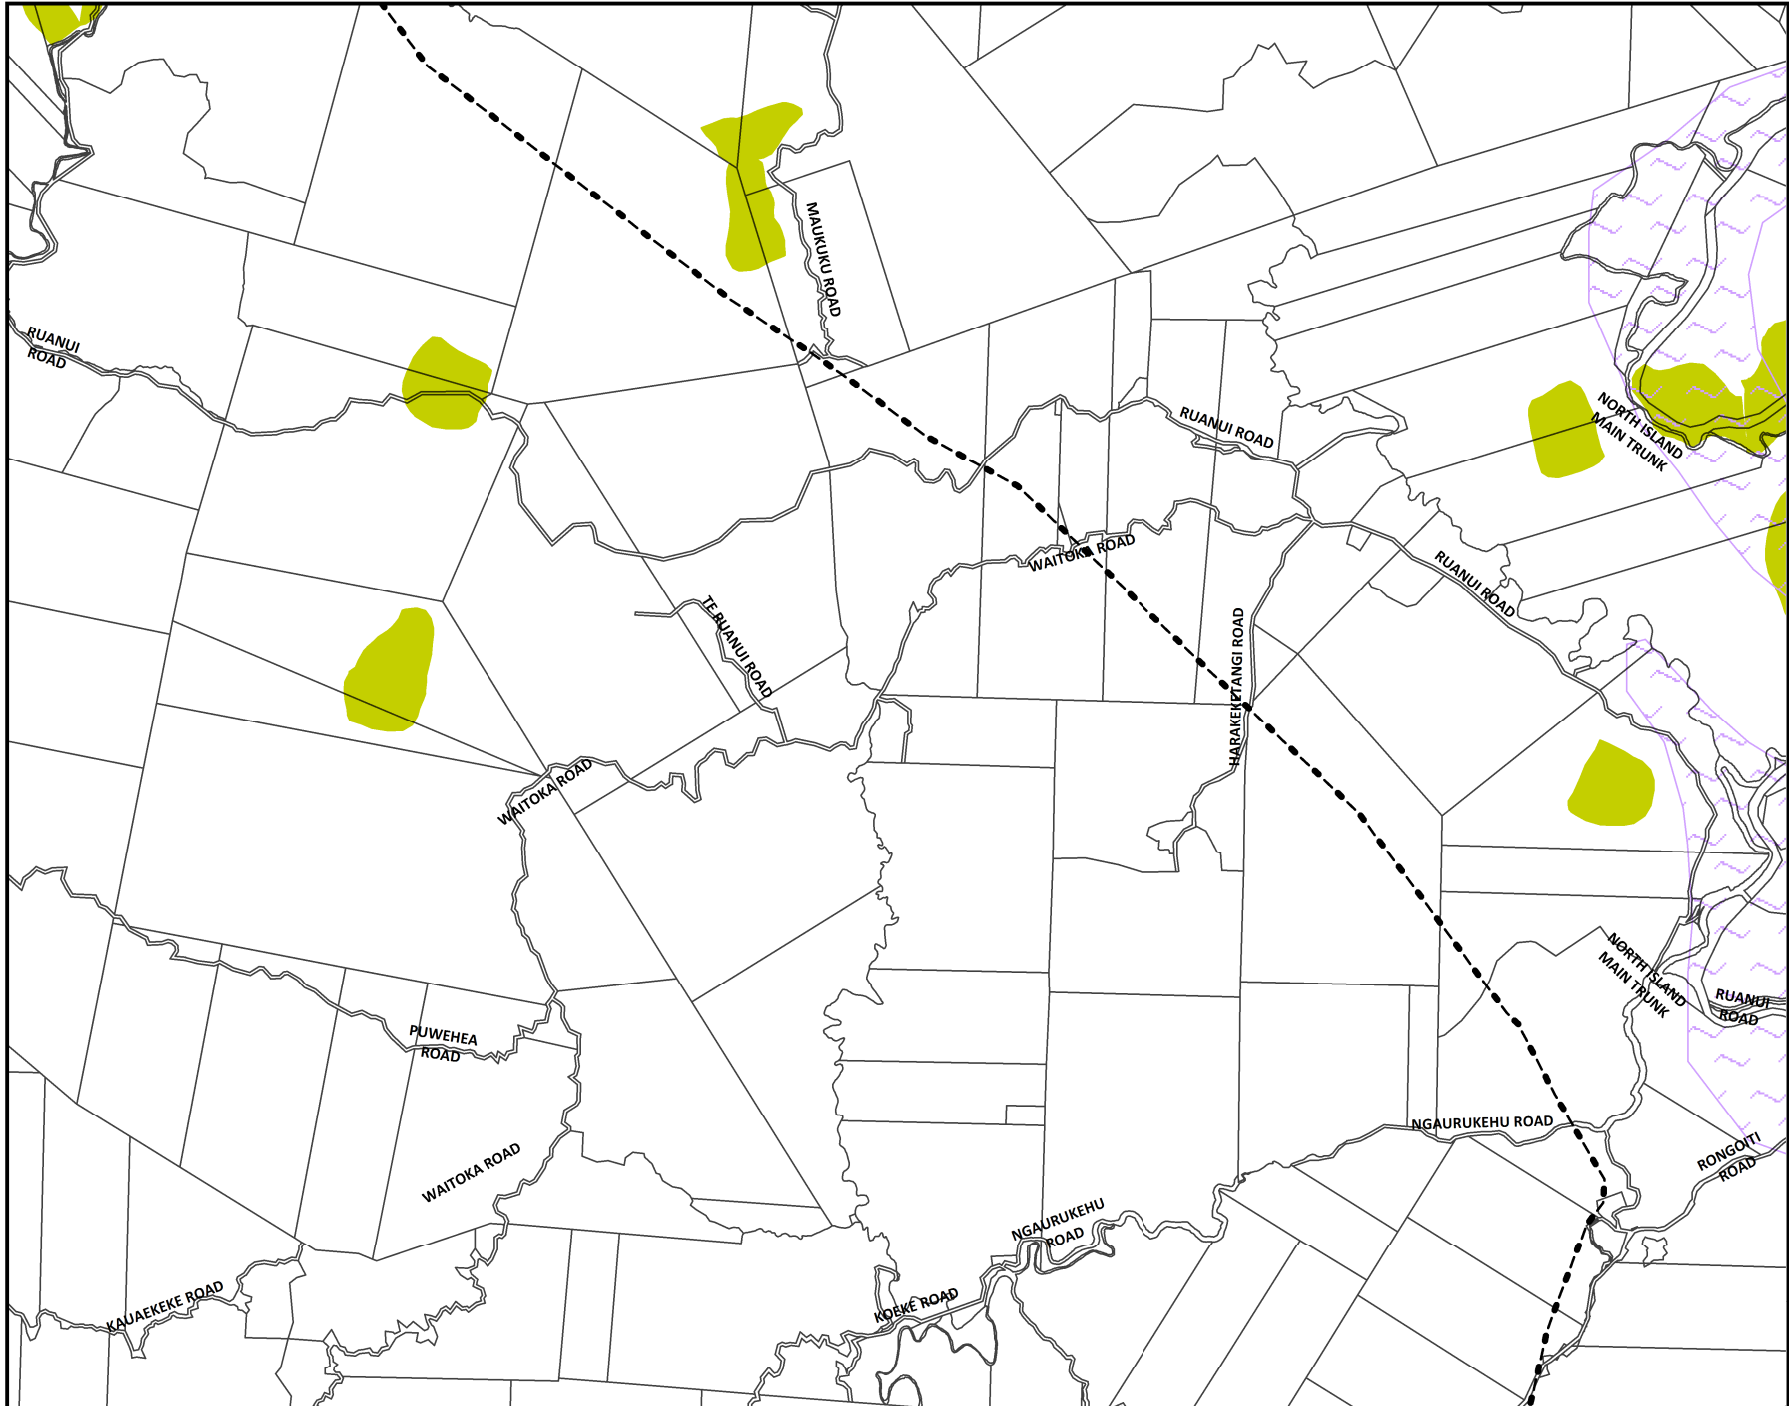 MAUKUKU ROAD
RUANUI
ROAD
NORTH ISLAND
MAIN TRUNK
RUANUI ROAD
WAITOKA ROAD
RUANUI ROAD
TE RUANUI ROAD
HARAKEKETANGI ROAD
WAITOKA ROAD
NORTH ISLAND
MAIN TRUNK
RUANUI
ROAD
PUWEHEA
ROAD
NGAURUKEHU ROAD
RONGOITI
ROAD
WAITOKA ROAD
NGAURUKEHU
ROAD
KAUAEKEKE ROAD
KOEKE ROAD